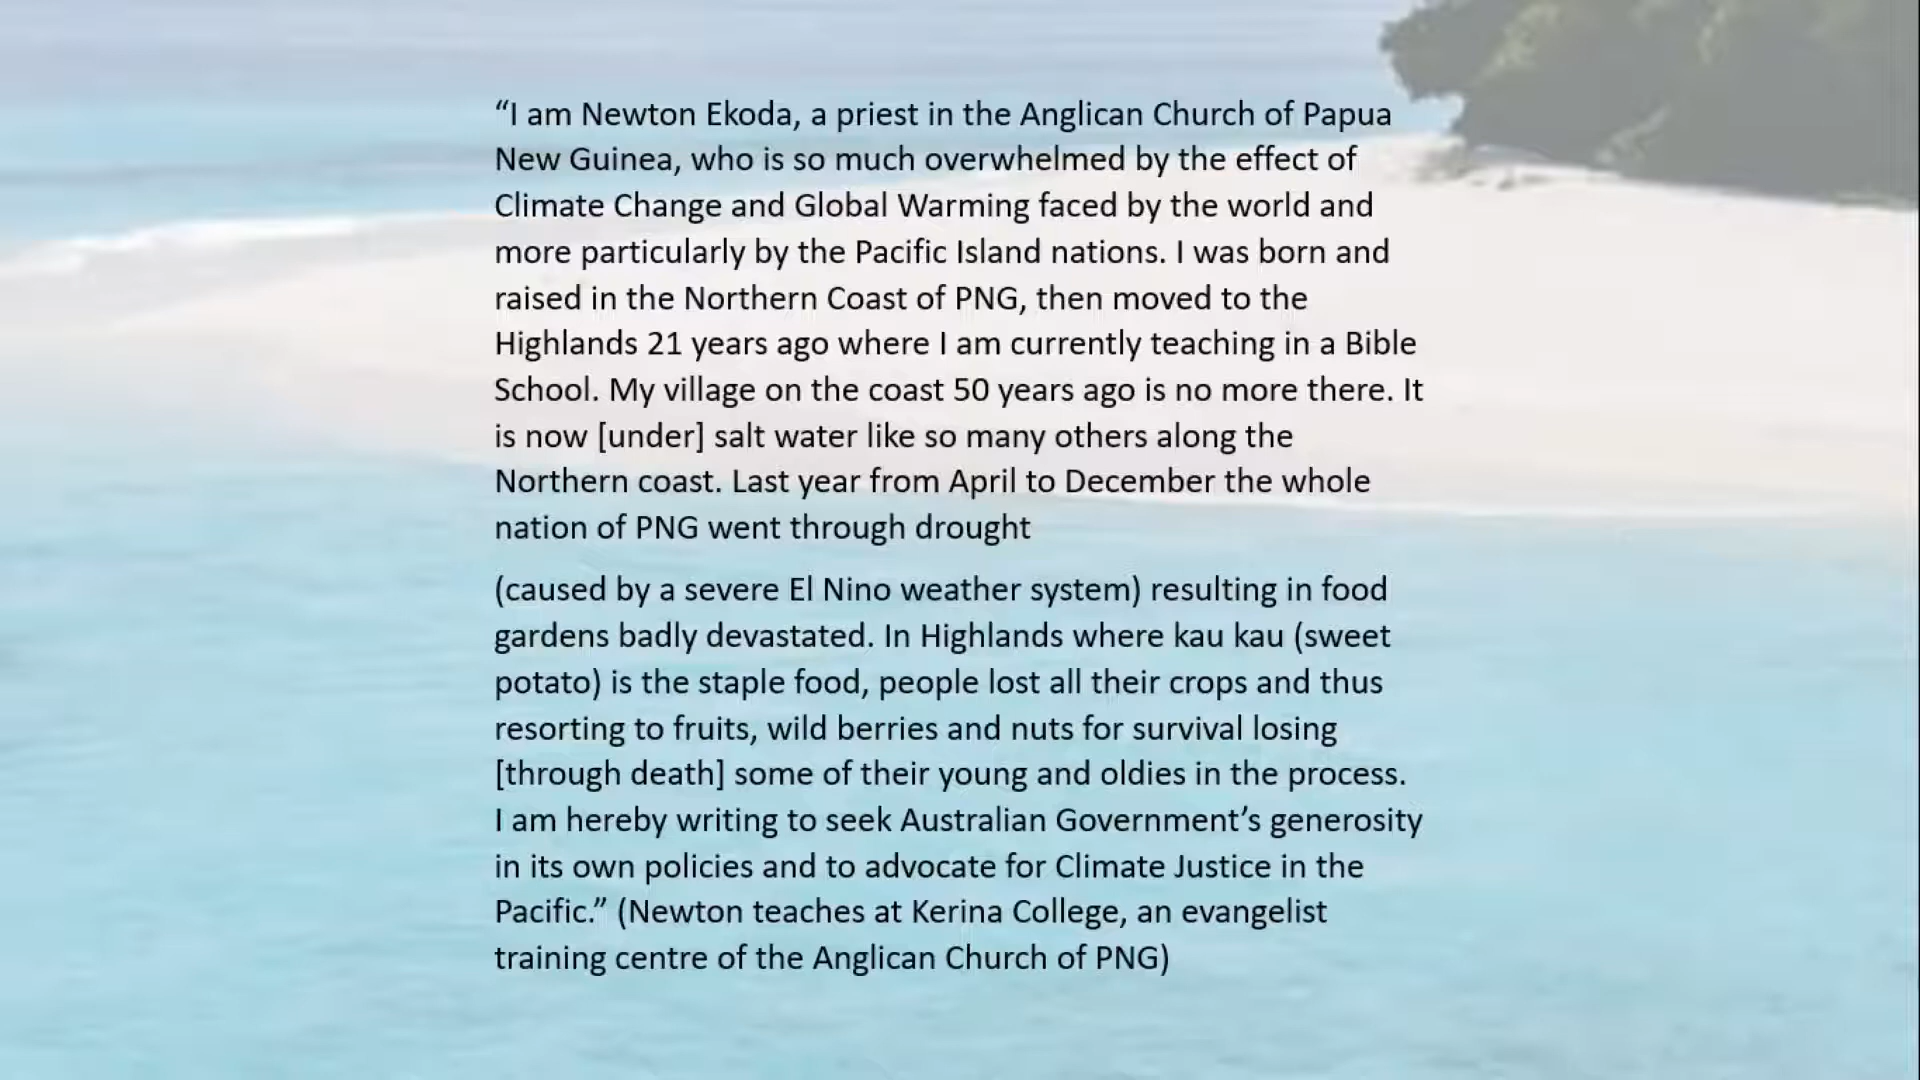 “I am Newton Ekoda, a priest in the Anglican Church of Papua
New Guinea, who is so much overwhelmed by the effect of
Climate Change and Global Warming faced by the world and
more particularly by the Pacific Island nations. I was born and
raised in the Northern Coast of PNG, then moved to the
Highlands 21 years ago where I am currently teaching in a Bible
School. My village on the coast 50 years ago is no more there. It
is now [under] salt water like so many others along the
Northern coast. Last year from April to December the whole
nation of PNG went through drought
(caused by a severe El Nino weather system) resulting in food
gardens badly devastated. In Highlands where kau kau (sweet
potato) is the staple food, people lost all their crops and thus
resorting to fruits, wild berries and nuts for survival losing
[through death] some of their young and oldies in the process.
I am hereby writing to seek Australian Government’s generosity
in its own policies and to advocate for Climate Justice in the
Pacific.” (Newton teaches at Kerina College, an evangelist
training centre of the Anglican Church of PNG)